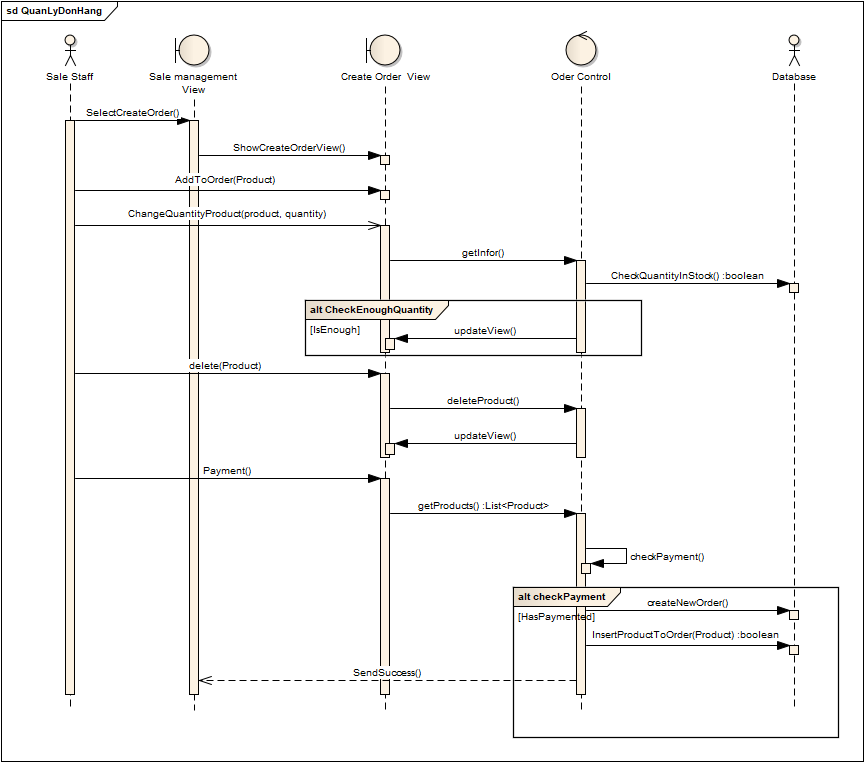 sd QuanLyDonHang
Sale Staff
Sale management
View
Create Order View
Oder Control
Database
SelectCreateOrder()
ShowCreateOrderView()
AddToOrder(Product)
ChangeQuantityProduct(product, quantity)
getInfor()
CheckQuantityInStock() :boolean
alt CheckEnoughQuantity
[IsEnough]
updateView()
delete(Product)
deleteProduct()
updateView()
Payment()
getProducts() :List<Product>
checkPayment()
alt checkPayment
createNewOrder()
[HasPaymented]
InsertProductToOrder(Product) :boolean
SendSuccess()